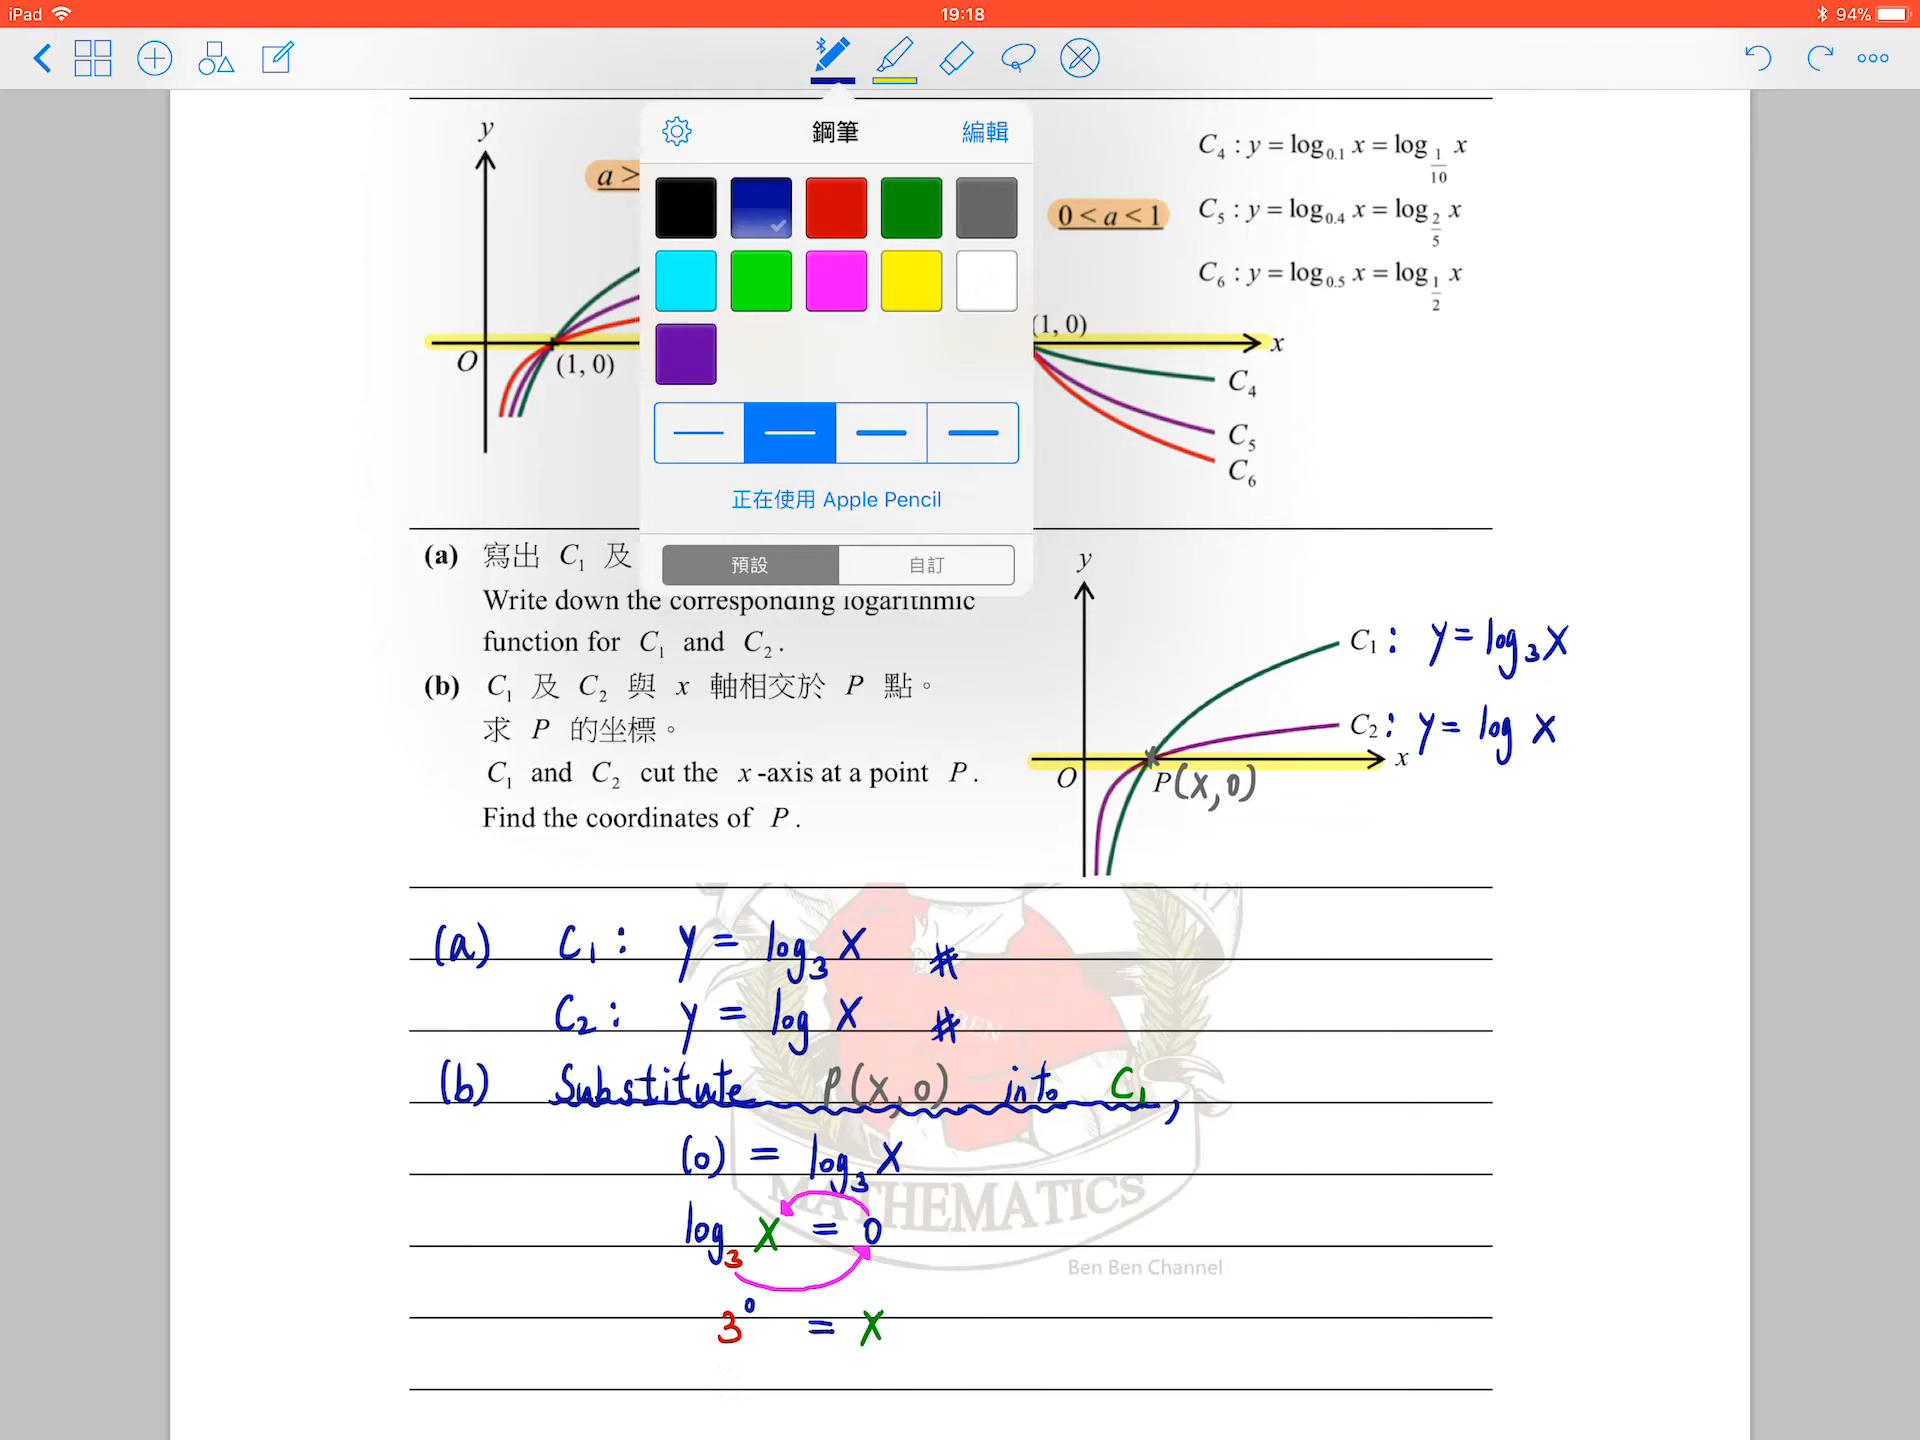 iPad 19:18 94%
鋼筆 編輯
y
a >
0 < a < 1
C₄ : y = log₀.₁ x = log_{1/10} x
C₅ : y = log₀.₄ x = log_{2/5} x
C₆ : y = log₀.₅ x = log_{1/2} x
(1, 0)
O (1, 0) x
C₄
C₅
C₆
正在使用 Apple Pencil
預設 自訂
(a) 寫出 C₁ 及
Write down the corresponding logarithmic
function for C₁ and C₂ .
(b) C₁ 及 C₂ 與 x 軸相交於 P 點。
求 P 的坐標。
C₁ and C₂ cut the x-axis at a point P .
Find the coordinates of P .
y
C₁ : y = log₃ x
C₂ : y = log x
O P(x, 0) x
(a) C₁ : y = log₃ x #
C₂ : y = log x #
(b) Substitute P(x, 0) into C₁ ,
(0) = log₃ x
log₃ x = 0
3⁰ = x
BEN
MATHEMATICS
Ben Ben Channel